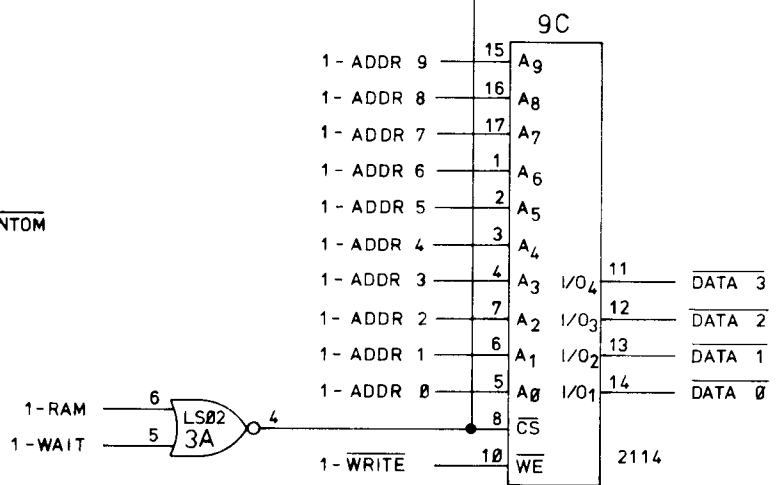 9C
1- ADDR 9 15 A9
1- ADDR 8 16 A8
1- ADDR 7 17 A7
1- ADDR 6 1 A6
1- ADDR 5 2 A5
NTOM
1- ADDR 4 3 A4
1- ADDR 3 4 A3 I/O4 11 DATA 3
1- ADDR 2 7 A2 I/O3 12 DATA 2
1- ADDR 1 6 A1 I/O2 13 DATA 1
1- ADDR 0 5 A0 I/O1 14 DATA 0
1-RAM 6 LS02 4 8 CS
1-WAIT 5 3A
1-WRITE 10 WE 2114